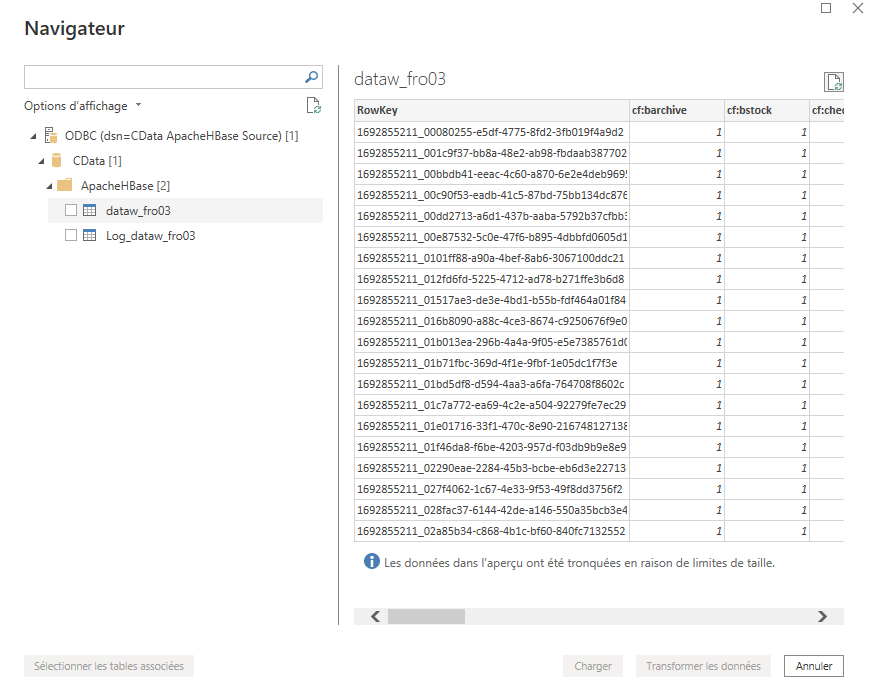 Navigateur
Options d'affichage
ODBC (dsn=CData ApacheHBase Source) [1]
CData [1]
ApacheHBase [2]
dataw_fro03
Log_dataw_fro03
dataw_fro03
RowKey cf:barchive cf:bstock cf:chec
1692855211_00080255-e5df-4775-8fd2-3fb019f4a9d2 1 1
1692855211_001c9f37-bb8a-48e2-ab98-fbdaab387702 1 1
1692855211_00bbdb41-eeac-4c60-a870-6e2e4deb9695 1 1
1692855211_00c90f53-eadb-41c5-87bd-75bb134dc876 1 1
1692855211_00dd2713-a6d1-437b-aaba-5792b37cfbb3 1 1
1692855211_00e87532-5c0e-47f6-b895-4dbbfd0605d1 1 1
1692855211_0101ff88-a90a-4bef-8ab6-3067100ddc21 1 1
1692855211_012fd6fd-5225-4712-ad78-b271ffe3b6d8 1 1
1692855211_01517ae3-de3e-4bd1-b55b-fdf464a01f84 1 1
1692855211_016b8090-a88c-4ce3-8674-c9250676f9e0 1 1
1692855211_01b013ea-296b-4a4a-9f05-e5e7385761d0 1 1
1692855211_01b71fbc-369d-4f1e-9fbf-1e05dc1f7f3e 1 1
1692855211_01bd5df8-d594-4aa3-a6fa-764708f8602c 1 1
1692855211_01c7a772-ea69-4c2e-a504-92279fe7ec29 1 1
1692855211_01e01716-33f1-470c-8e90-216748127138 1 1
1692855211_01f46da8-f6be-4203-957d-f03db9b9e8e9 1 1
1692855211_02290eae-2284-45b3-bcbe-eb6d3e22713 1 1
1692855211_027f4062-1c67-4e33-9f53-49f8dd3756f2 1 1
1692855211_028fac37-6144-42de-a146-550a35bcb3e4 1 1
1692855211_02a85b34-c868-4b1c-bf60-840fc7132552 1 1
Les données dans l'aperçu ont été tronquées en raison de limites de taille.
Sélectionner les tables associées
Charger
Transformer les données
Annuler